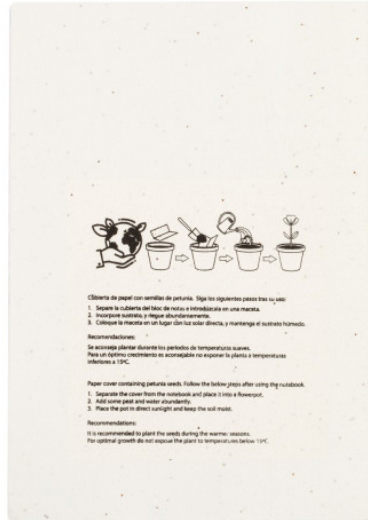 Cubierta de papel con semillas de petunia. Siga los siguientes pasos tras su uso:
1. Separe la cubierta del bloc de notas e introdúzcala en una maceta.
2. Incorpore sustrato, y riegue abundantemente.
3. Coloque la maceta en un lugar con luz solar directa, y mantenga el sustrato húmedo.
Recomendaciones:
Se aconseja plantar durante los periodos de temperaturas suaves.
Para un óptimo crecimiento es aconsejable no exponer la planta a temperaturas
inferiores a 15ºC.
Paper cover containing petunia seeds. Follow the below steps after using the notebook.
1. Separate the cover from the notebook and place it into a flowerpot.
2. Add some peat and water abundantly.
3. Place the pot in direct sunlight and keep the soil moist.
Recommendations:
It is recommended to plant the seeds during the warmer seasons.
For optimal growth do not expose the plant to temperatures below 15ºC.